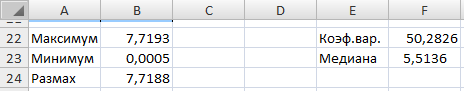 A B C D E F
22 Максимум 7,7193 Коэф.вар. 50,2826
23 Минимум 0,0005 Медиана 5,5136
24 Размах 7,7188